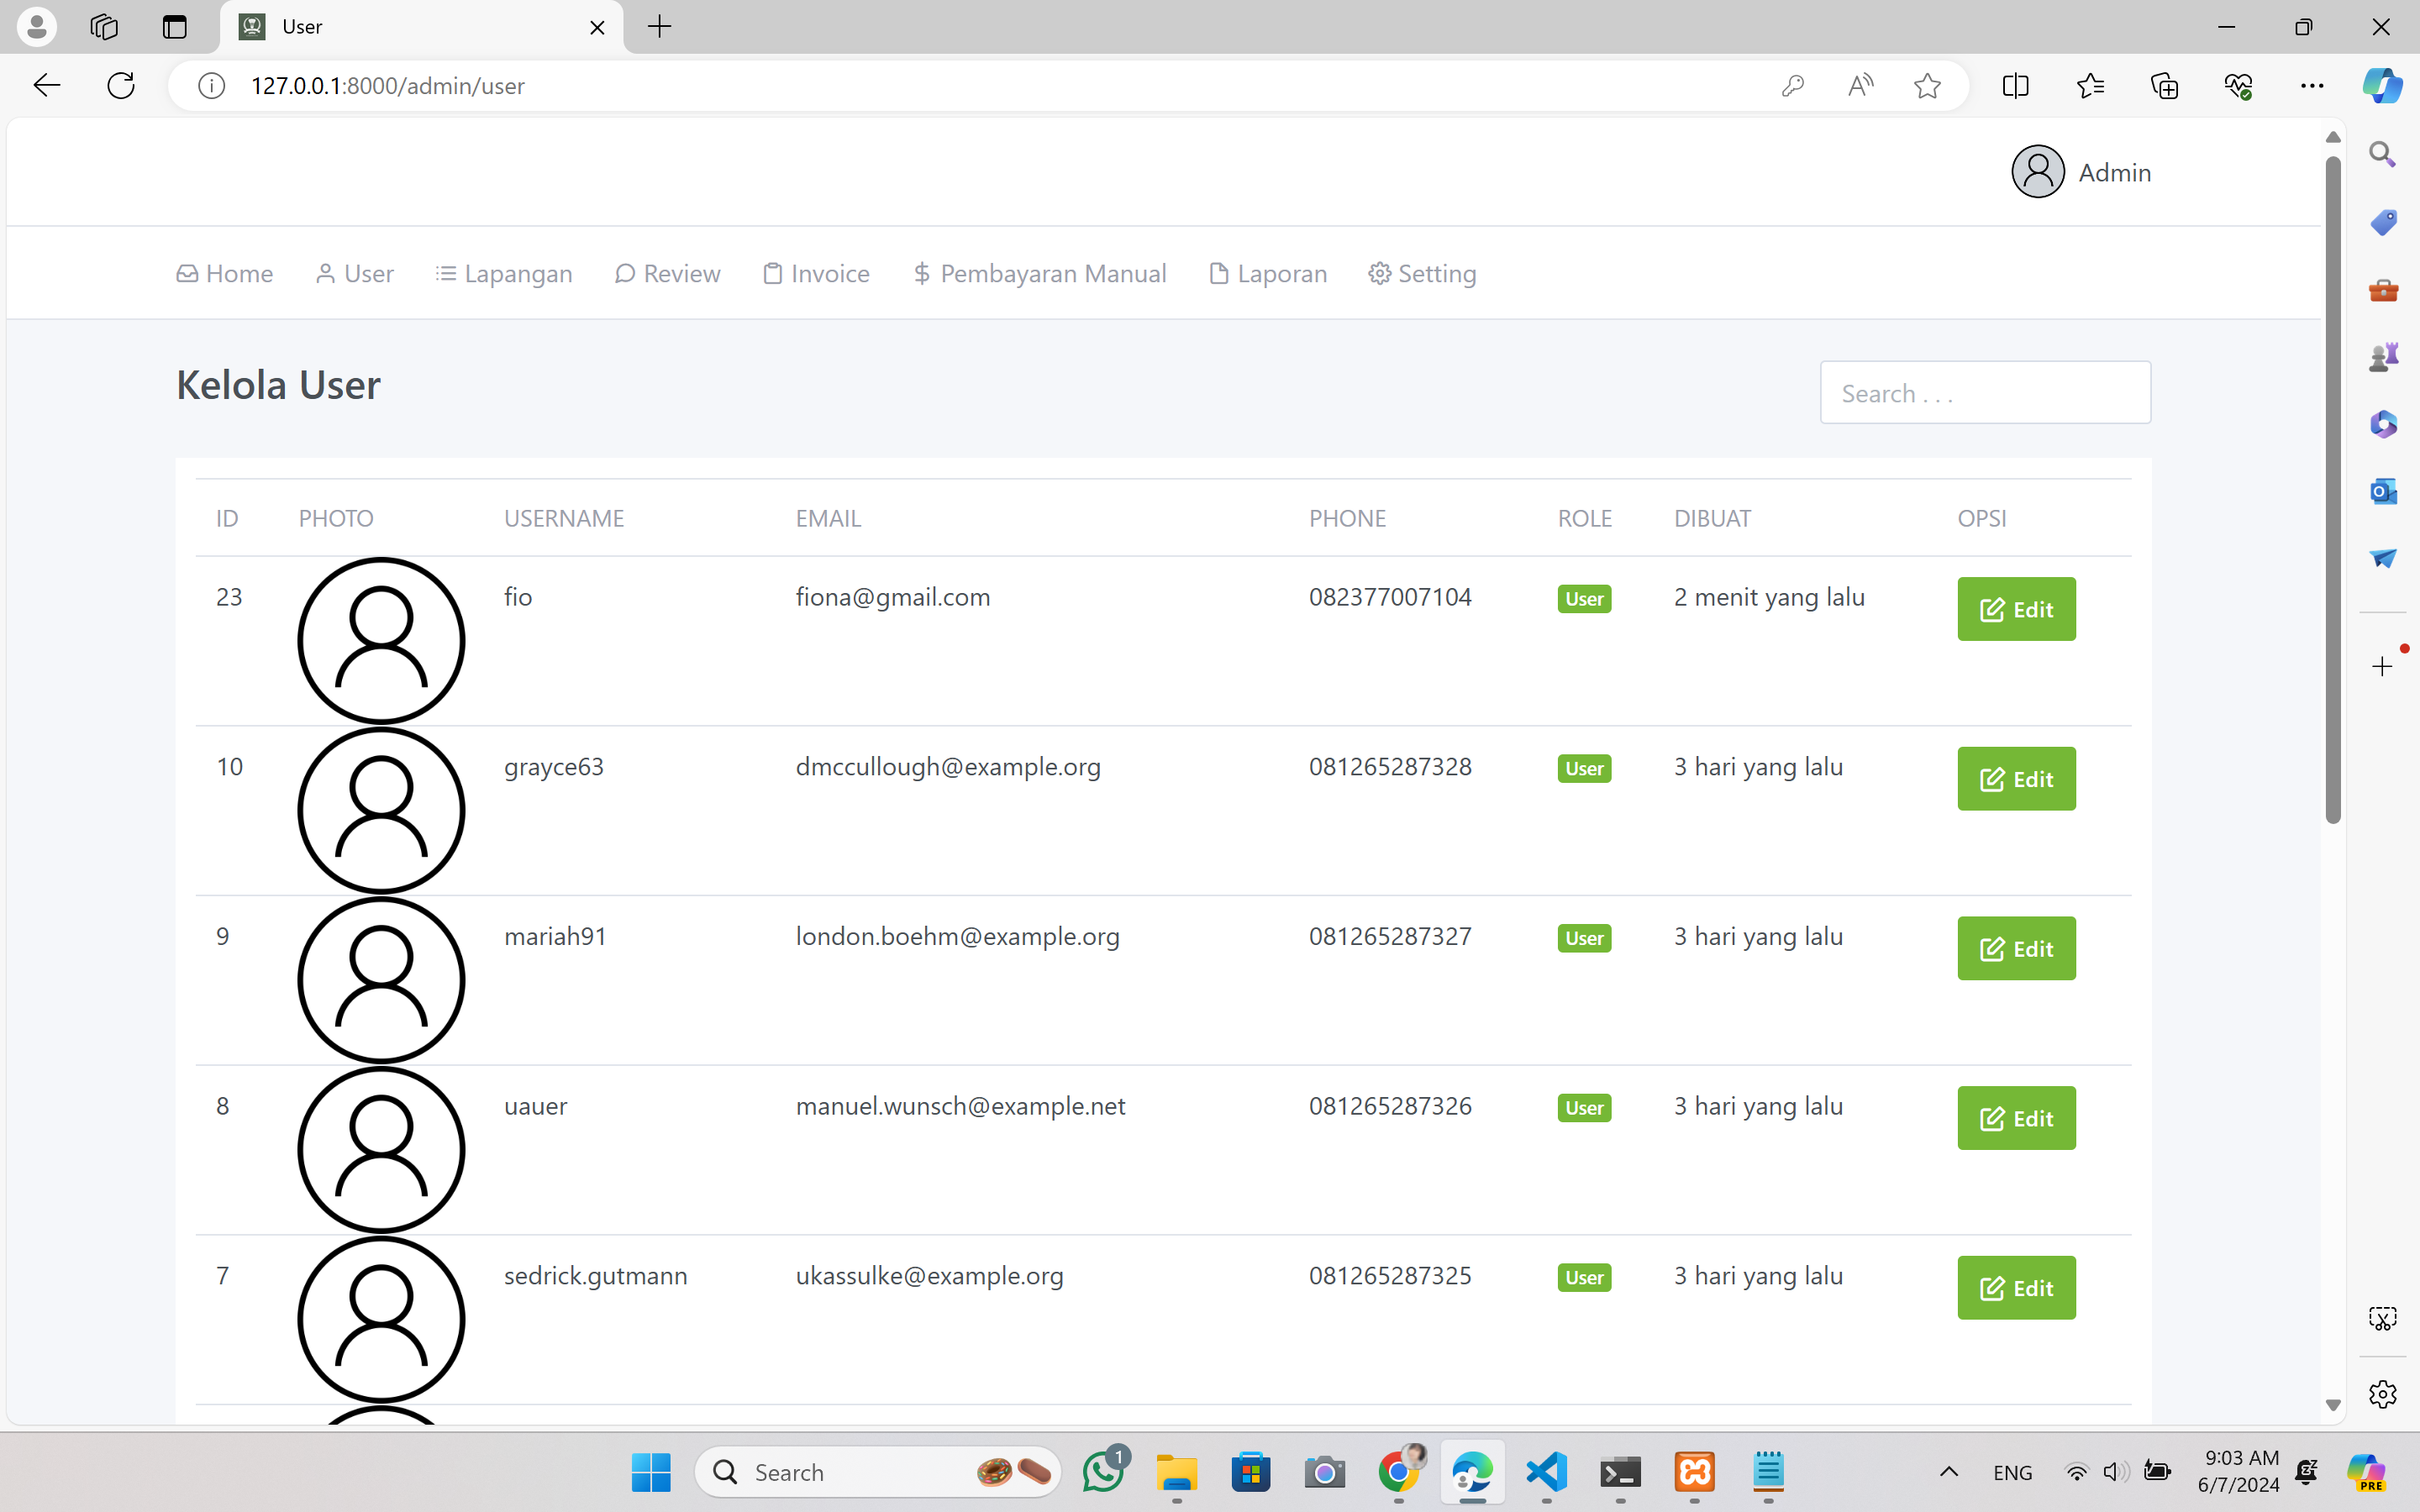 User
127.0.0.1:8000/admin/user
Admin
Home User Lapangan Review Invoice Pembayaran Manual Laporan Setting
Kelola User
Search . . .
ID PHOTO USERNAME EMAIL PHONE ROLE DIBUAT OPSI
23 fio fiona@gmail.com 082377007104 User 2 menit yang lalu Edit
10 grayce63 dmccullough@example.org 081265287328 User 3 hari yang lalu Edit
9 mariah91 london.boehm@example.org 081265287327 User 3 hari yang lalu Edit
8 uauer manuel.wunsch@example.net 081265287326 User 3 hari yang lalu Edit
7 sedrick.gutmann ukassulke@example.org 081265287325 User 3 hari yang lalu Edit
Search
1
ENG
9:03 AM
6/7/2024
PRE